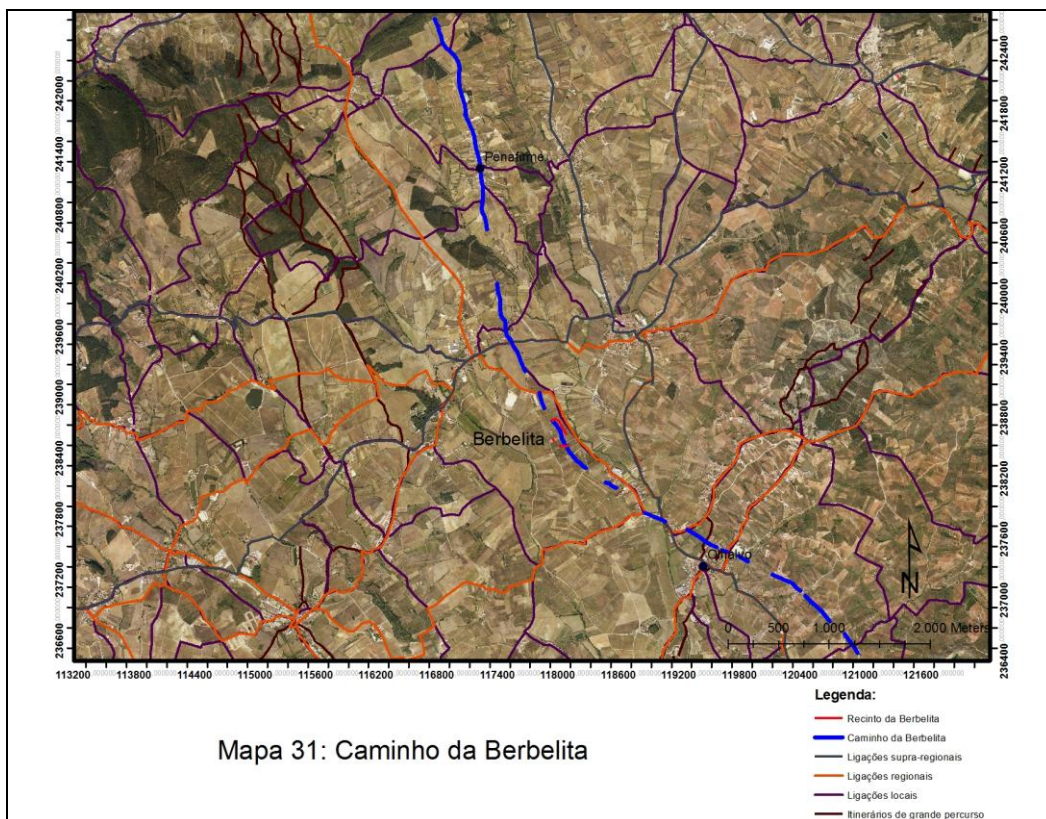 242000
241400
240800
240200
239600
239000
238400
237800
237200
236600
242400
241800
241200
240600
240000
239400
238800
238200
237600
237000
236400
Penafirme
Berbelita
Olhalvo
N
0 500 1.000 2.000 Meters
113200 113800 114400 115000 115600 116200 116800 117400 118000 118600 119200 119800 120400 121000 121600
Mapa 31: Caminho da Berbelita
Legenda:
Recinto da Berbelita
Caminho da Berbelita
Ligações supra-regionais
Ligações regionais
Ligações locais
Itinerários de grande percurso